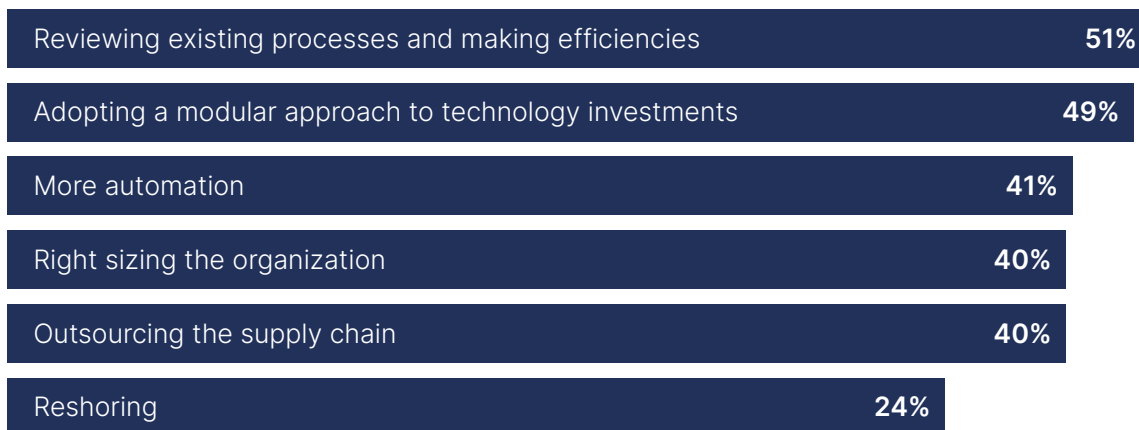 Reviewing existing processes and making efficiencies 51%
Adopting a modular approach to technology investments 49%
More automation 41%
Right sizing the organization 40%
Outsourcing the supply chain 40%
Reshoring 24%